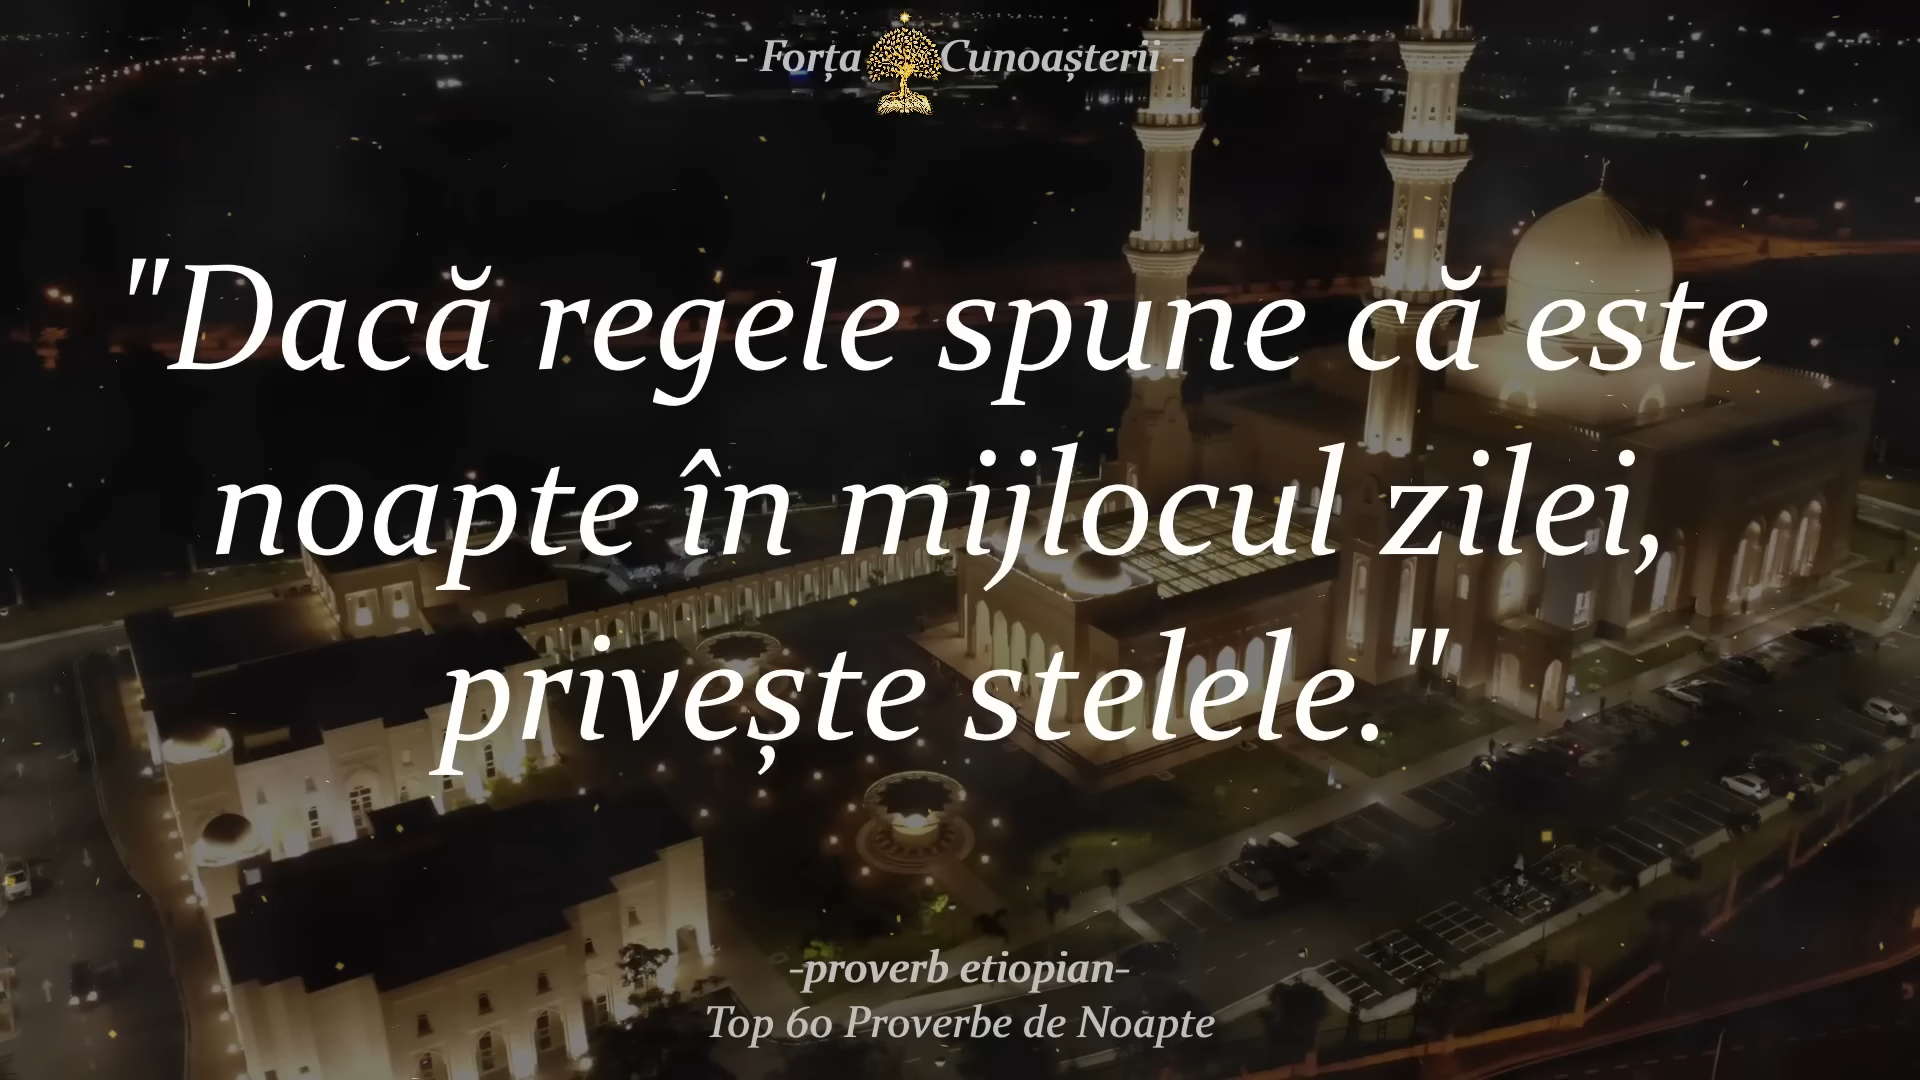 - Forța Cunoașterii -
"Dacă regele spune că este
noapte în mijlocul zilei,
privește stelele."
-proverb etiopian-
Top 60 Proverbe de Noapte